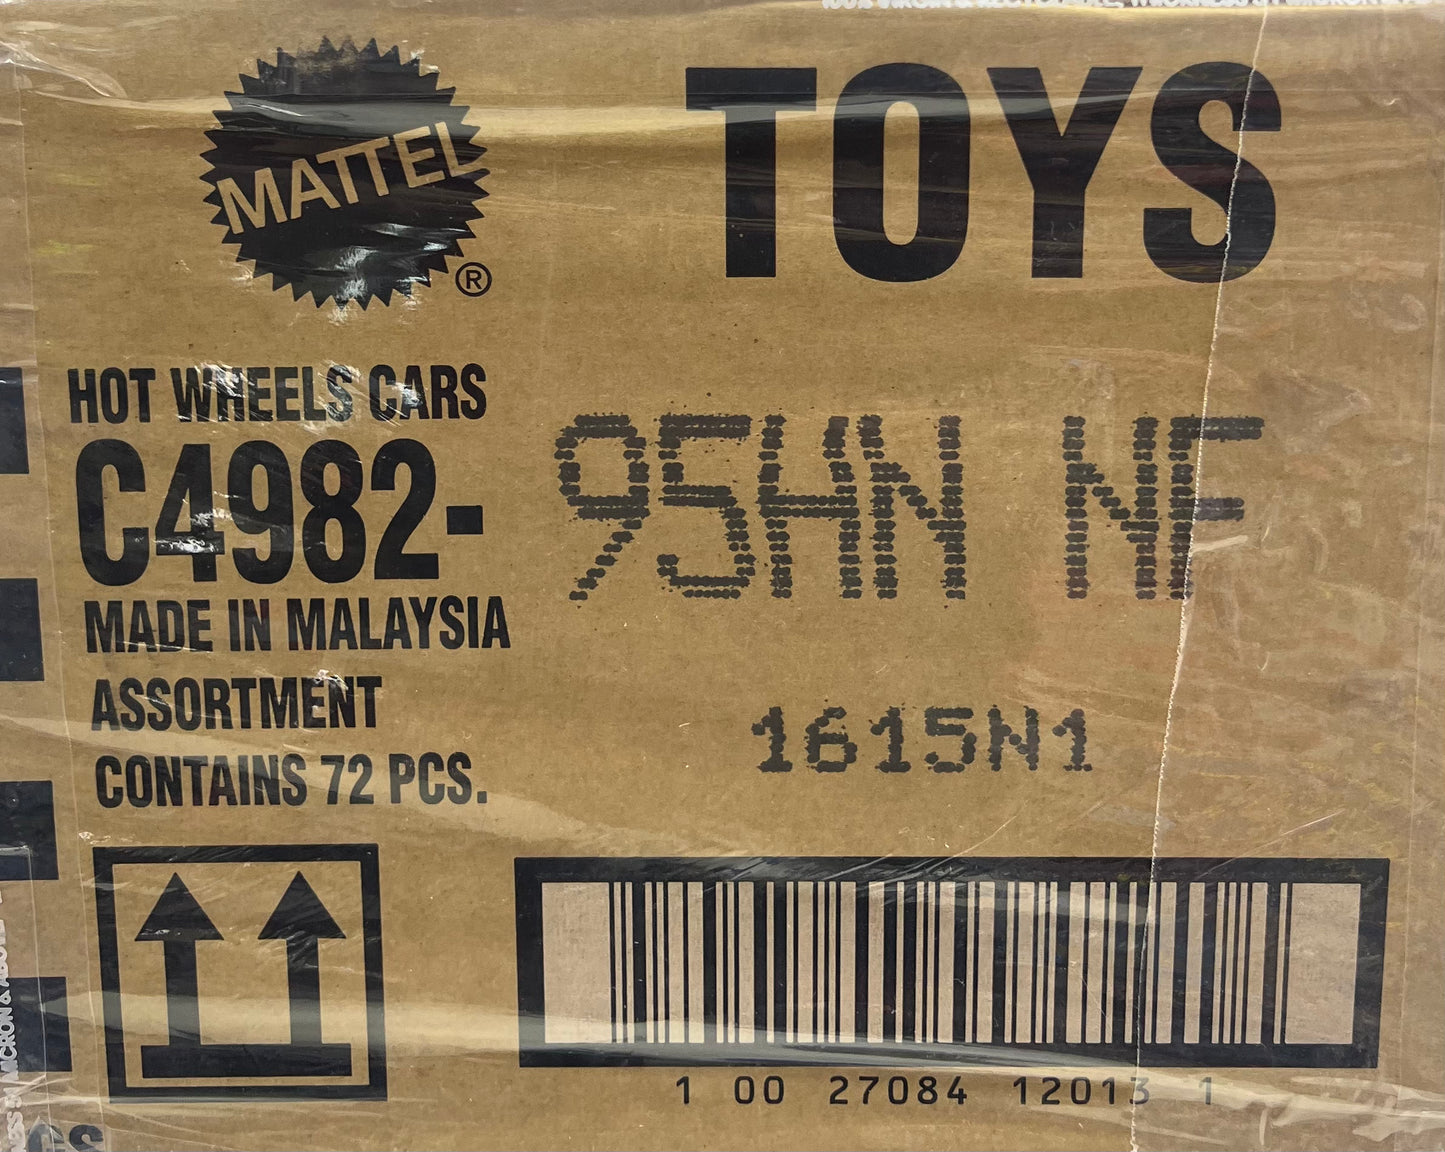 MATTEL
®
TOYS
HOT WHEELS CARS
C4982-
MADE IN MALAYSIA
ASSORTMENT
CONTAINS 72 PCS.
95HN NF
1615N1
1 00 27084 12013 1